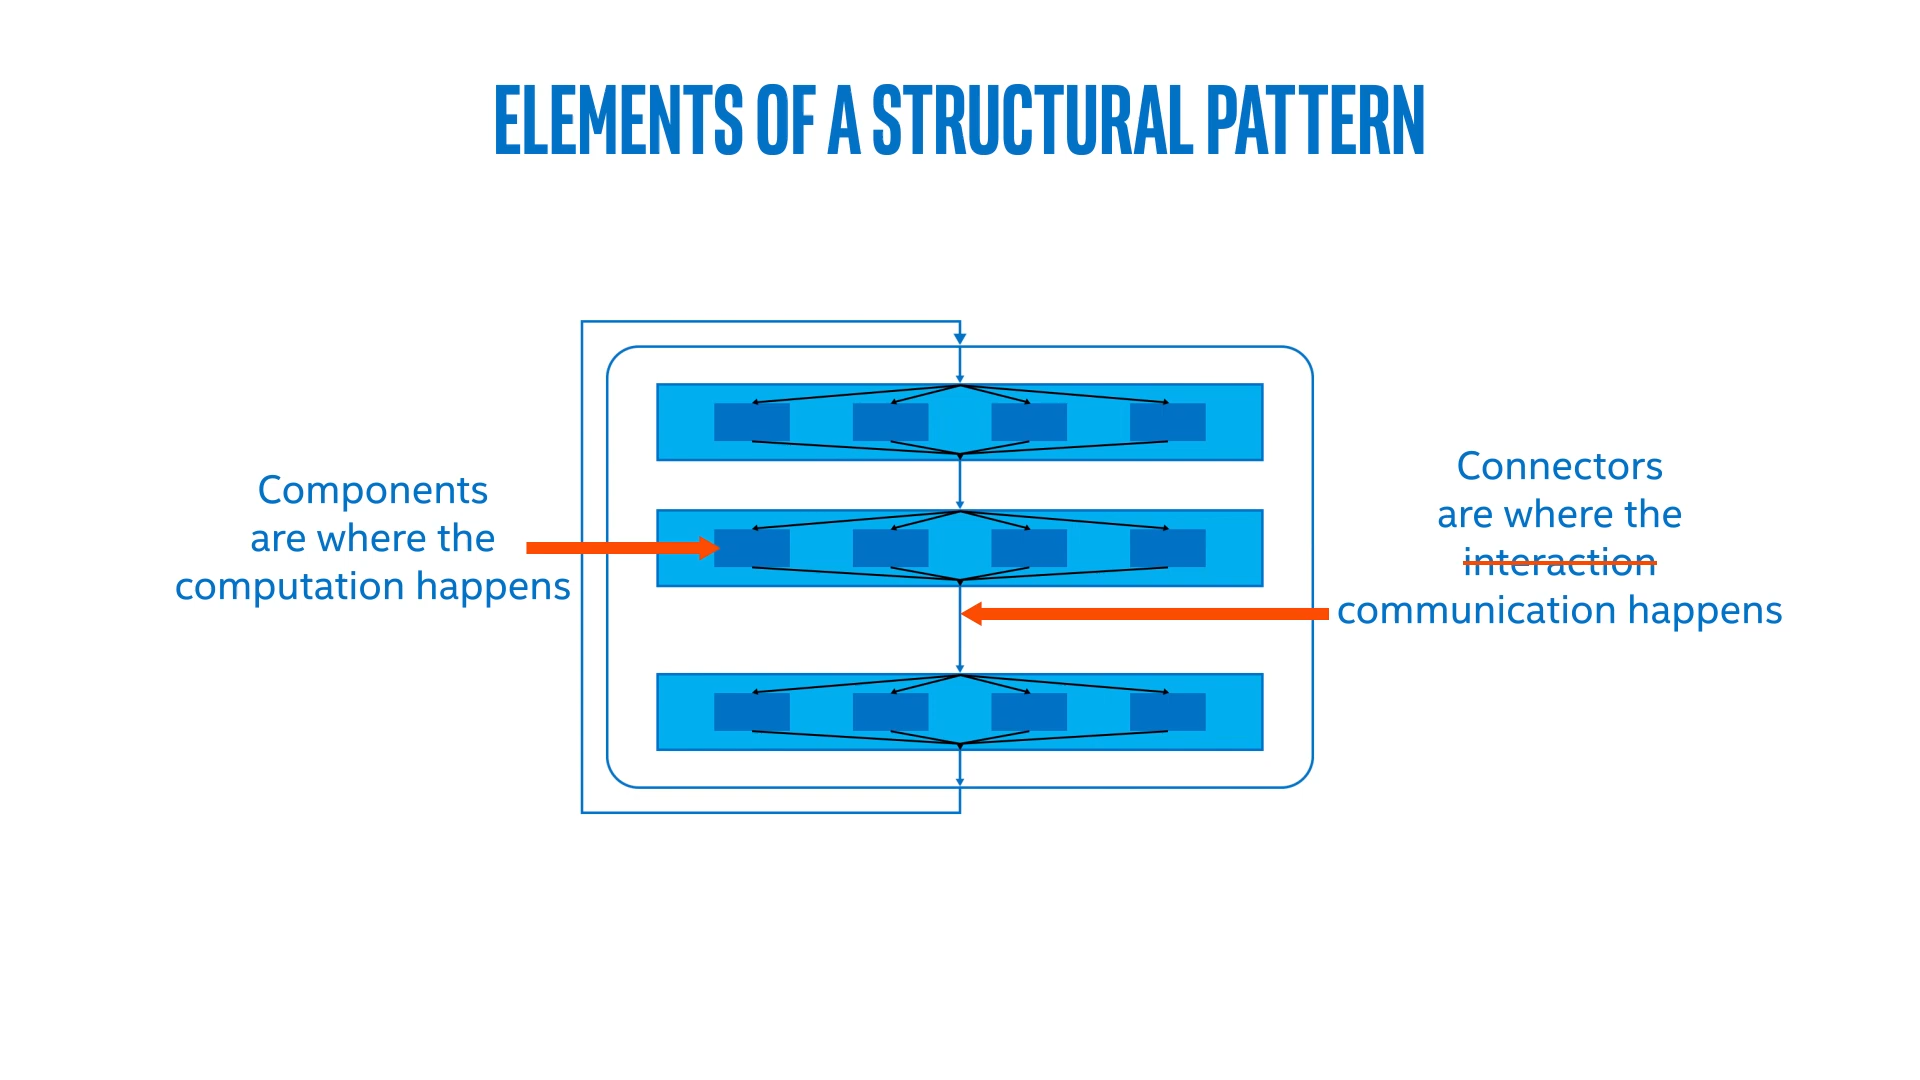 ELEMENTS OF A STRUCTURAL PATTERN
Components
are where the
computation happens
Connectors
are where the
interaction
communication happens